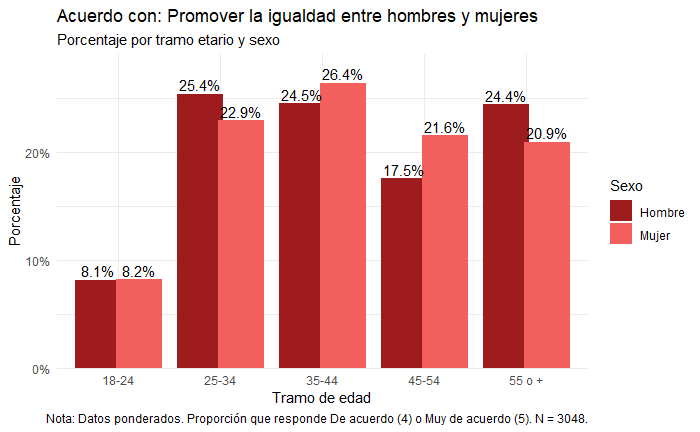 Acuerdo con: Promover la igualdad entre hombres y mujeres
Porcentaje por tramo etario y sexo
Porcentaje
20%
10%
0%
8.1%
8.2%
25.4%
22.9%
24.5%
26.4%
17.5%
21.6%
24.4%
20.9%
18-24
25-34
35-44
45-54
55 o +
Tramo de edad
Sexo
Hombre
Mujer
Nota: Datos ponderados. Proporción que responde De acuerdo (4) o Muy de acuerdo (5). N = 3048.